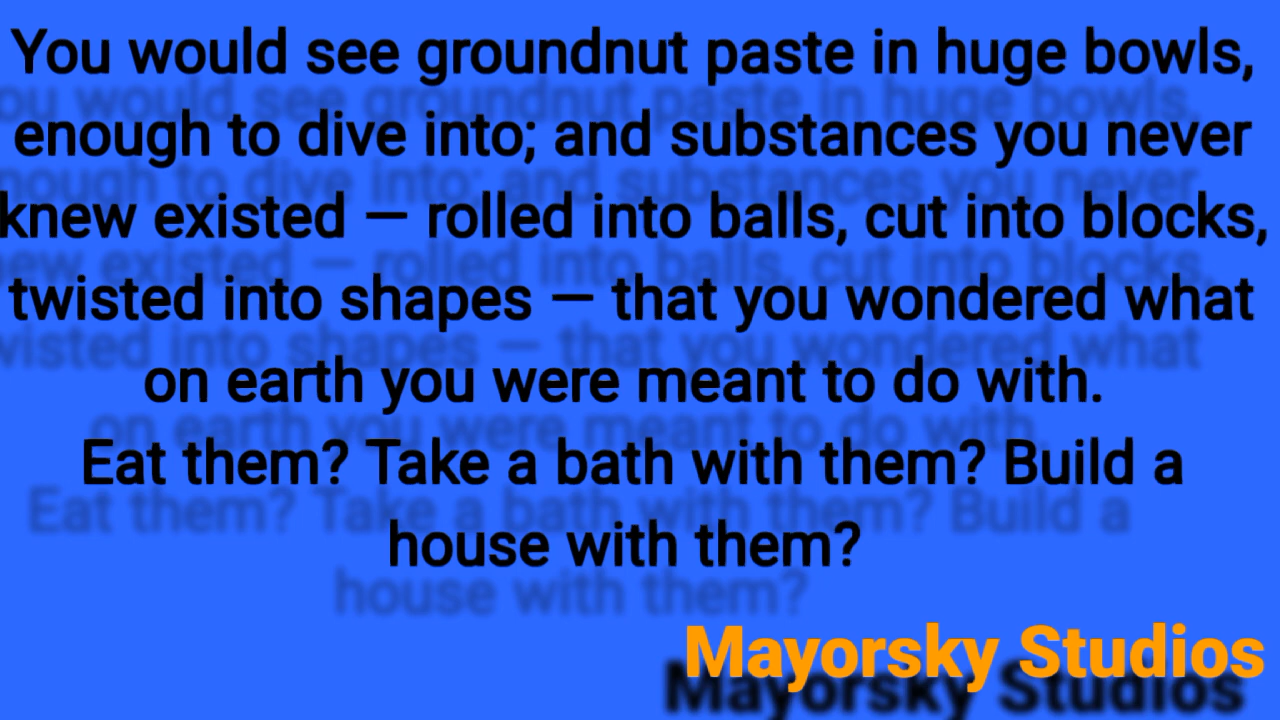 You would see groundnut paste in huge bowls,
enough to dive into; and substances you never
knew existed — rolled into balls, cut into blocks,
twisted into shapes — that you wondered what
on earth you were meant to do with.
Eat them? Take a bath with them? Build a
house with them?
Mayorsky Studios